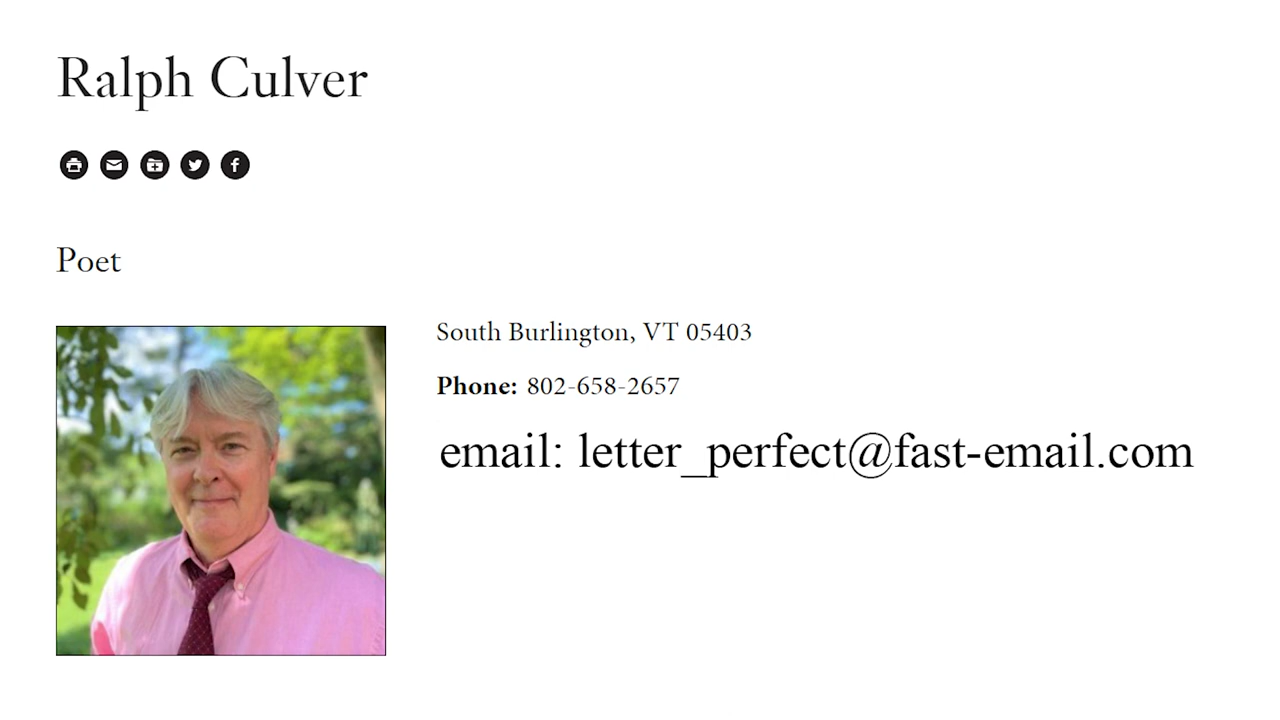 Ralph Culver
Poet
South Burlington, VT 05403
Phone: 802-658-2657
email: letter_perfect@fast-email.com